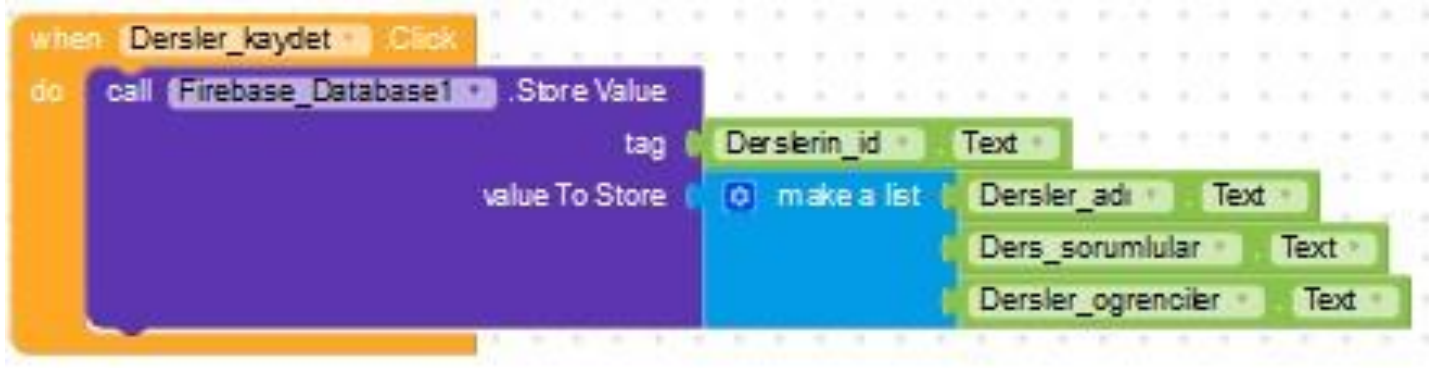 when Dersler_kaydet .Click
do call Firebase_Database1 .Store Value
tag Derslerin_id . Text
value To Store make a list Dersler_adı . Text
Ders_sorumlular . Text
Dersler_ogrenciler . Text